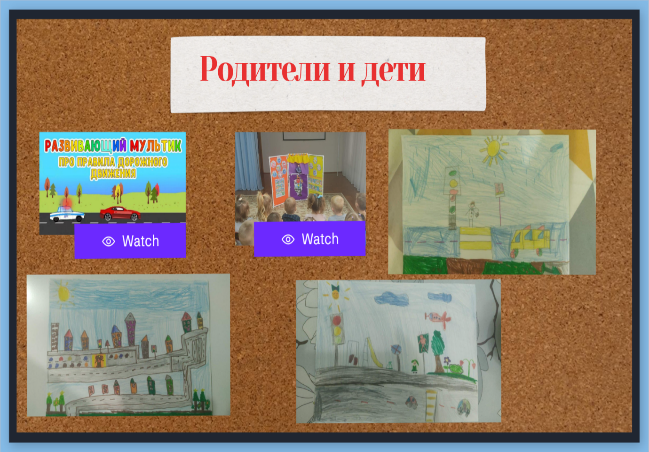 Родители и дети
РАЗВИВАЮЩИЙ МУЛЬТИК
ПРО ПРАВИЛА ДОРОЖНОГО
ДВИЖЕНИЯ
Watch
Watch